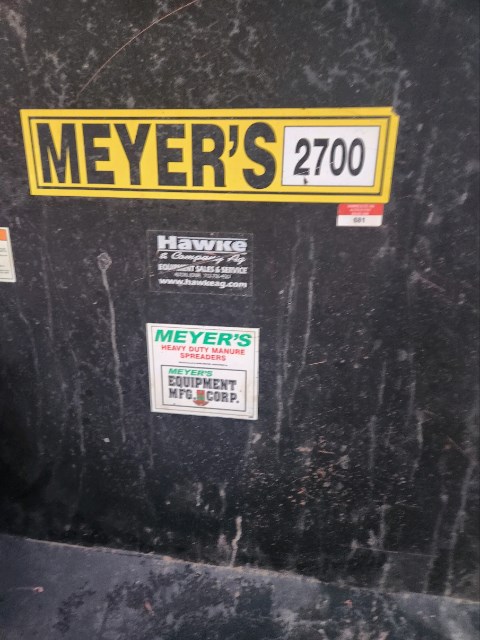 MEYER'S 2700
691
Hawke
& Company Ag
EQUIPMENT SALES & SERVICE
www.hawkeag.com
MEYER'S
HEAVY DUTY MANURE
SPREADERS
MEYER'S
EQUIPMENT
MFG. CORP.